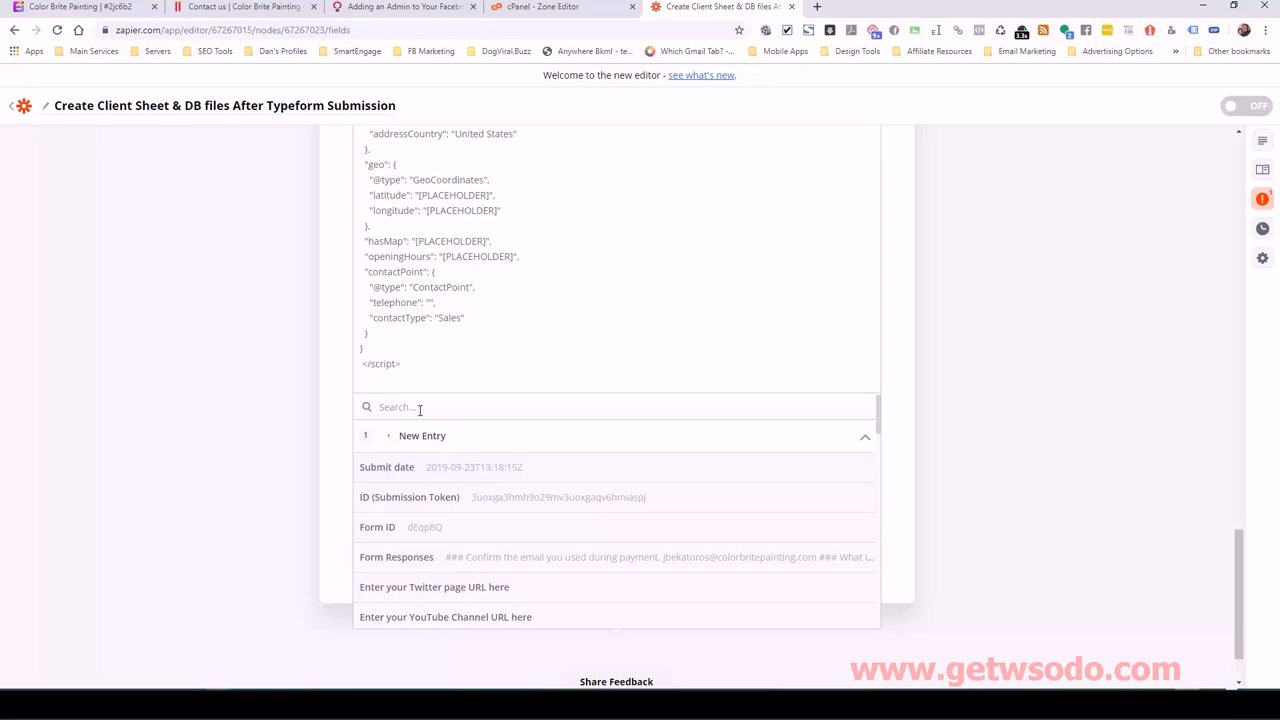 Color Brite Painting | #2jc6b2
Contact us | Color Brite Painting
Adding an Admin to Your Facebo
cPanel - Zone Editor
Create Client Sheet & DB files Af
zapier.com/app/editor/67267015/nodes/67267023/fields
Apps
Main Services
Servers
SEO Tools
Dan's Profiles
SmartEngage
FB Marketing
DogViral.Buzz
Anywhere Bkml - te...
Which Gmail Tab? -...
Mobile Apps
Design Tools
Affiliate Resources
Email Marketing
Advertising Options
»
Other bookmarks
Welcome to the new editor - see what's new.
Create Client Sheet & DB files After Typeform Submission
OFF
"addressCountry": "United States"
},
"geo": {
"@type": "GeoCoordinates",
"latitude": "[PLACEHOLDER]",
"longitude": "[PLACEHOLDER]"
},
"hasMap": "[PLACEHOLDER]",
"openingHours": "[PLACEHOLDER]",
"contactPoint": {
"@type": "ContactPoint",
"telephone": "",
"contactType": "Sales"
}
}
</script>
Search...
1 New Entry
Submit date 2019-09-23T13:18:15Z
ID (Submission Token) 3uoxga3hmh9o29mv3uoxgaqv6hmiaspj
Form ID dEqp8Q
Form Responses ### Confirm the email you used during payment. jbekatoros@colorbritepainting.com ### What i...
Enter your Twitter page URL here
Enter your YouTube Channel URL here
www.getwsodo.com
Share Feedback